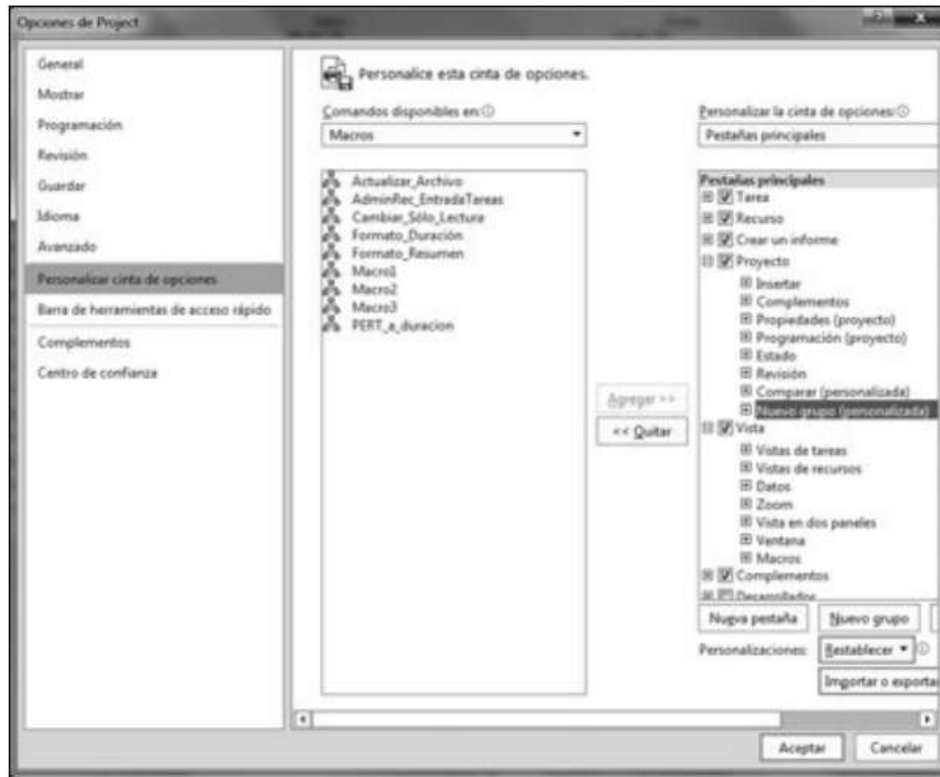 Opciones de Project
General
Mostrar
Programación
Revisión
Guardar
Idioma
Avanzado
Personalizar cinta de opciones
Barra de herramientas de acceso rápido
Complementos
Centro de confianza
Personalice esta cinta de opciones.
Comandos disponibles en:
Macros
Actualizar_Archivo
AdminRec_EntradaTareas
Cambiar_Sólo_Lectura
Formato_Duración
Formato_Resumen
Macro1
Macro2
Macro3
PERT_a_duracion
Agregar >>
<< Quitar
Personalizar la cinta de opciones:
Pestañas principales
Pestañas principales
Tarea
Recurso
Crear un informe
Proyecto
Insertar
Complementos
Propiedades (proyecto)
Programación (proyecto)
Estado
Revisión
Comparar (personalizada)
Nuevo grupo (personalizada)
Vista
Vistas de tareas
Vistas de recursos
Datos
Zoom
Vista en dos paneles
Ventana
Macros
Complementos
Desarrollador
Nueva pestaña
Nuevo grupo
Personalizaciones:
Restablecer
Importar o exportar
Aceptar
Cancelar